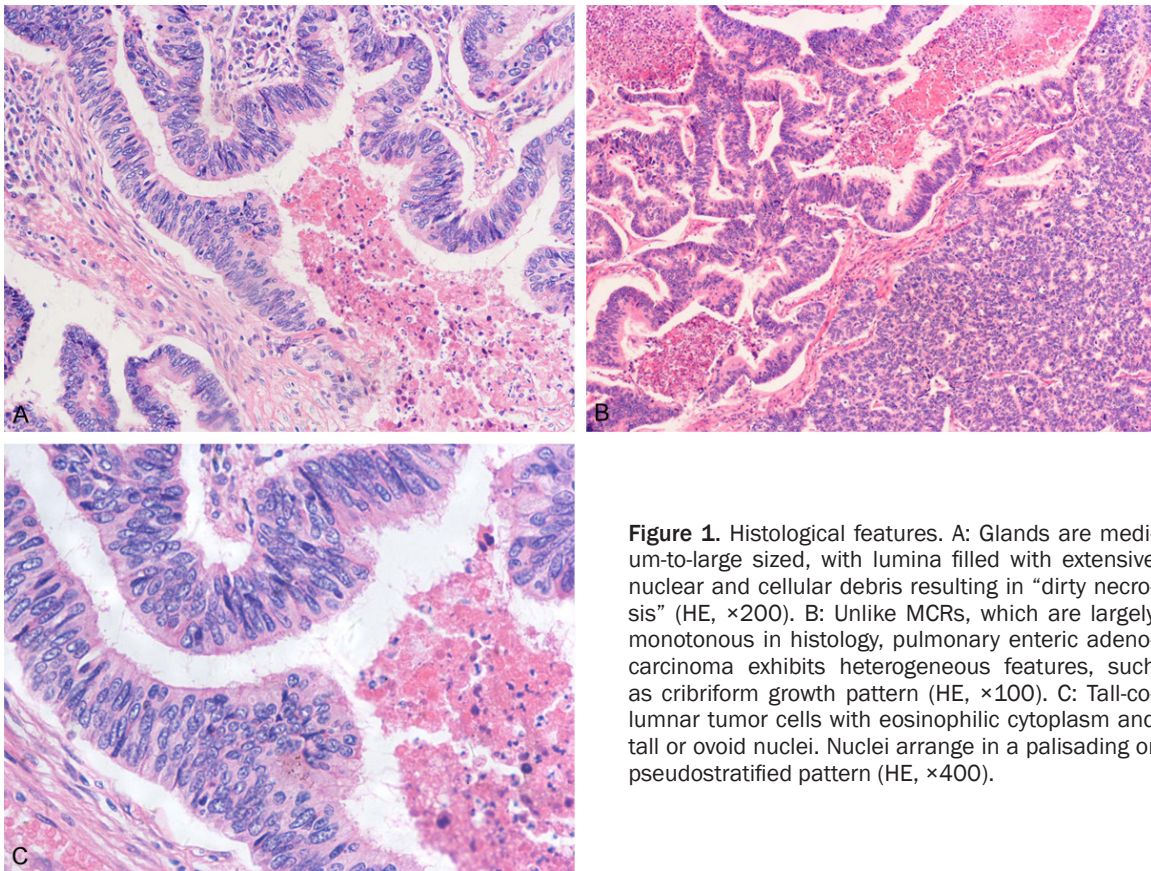 A
B
C
Figure 1. Histological features. A: Glands are medi-
um-to-large sized, with lumina filled with extensive
nuclear and cellular debris resulting in “dirty necro-
sis” (HE, ×200). B: Unlike MCRs, which are largely
monotonous in histology, pulmonary enteric adeno-
carcinoma exhibits heterogeneous features, such
as cribriform growth pattern (HE, ×100). C: Tall-co-
lumnar tumor cells with eosinophilic cytoplasm and
tall or ovoid nuclei. Nuclei arrange in a palisading or
pseudostratified pattern (HE, ×400).